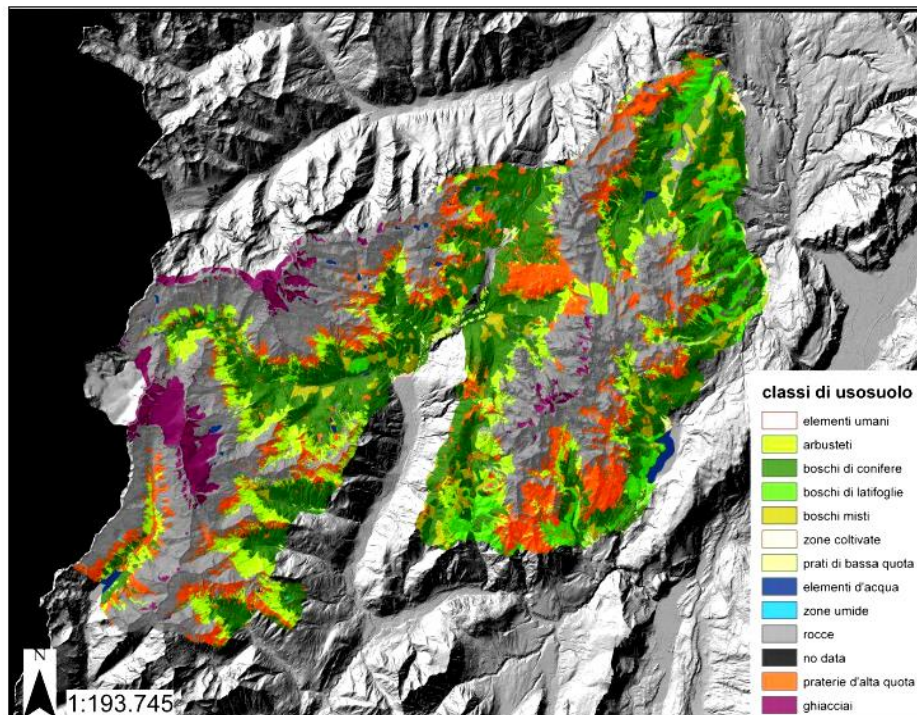 classi di usosuolo
elementi umani
arbusteti
boschi di conifere
boschi di latifoglie
boschi misti
zone coltivate
prati di bassa quota
elementi d'acqua
zone umide
rocce
no data
praterie d'alta quota
ghiacciai
N
1:193.745